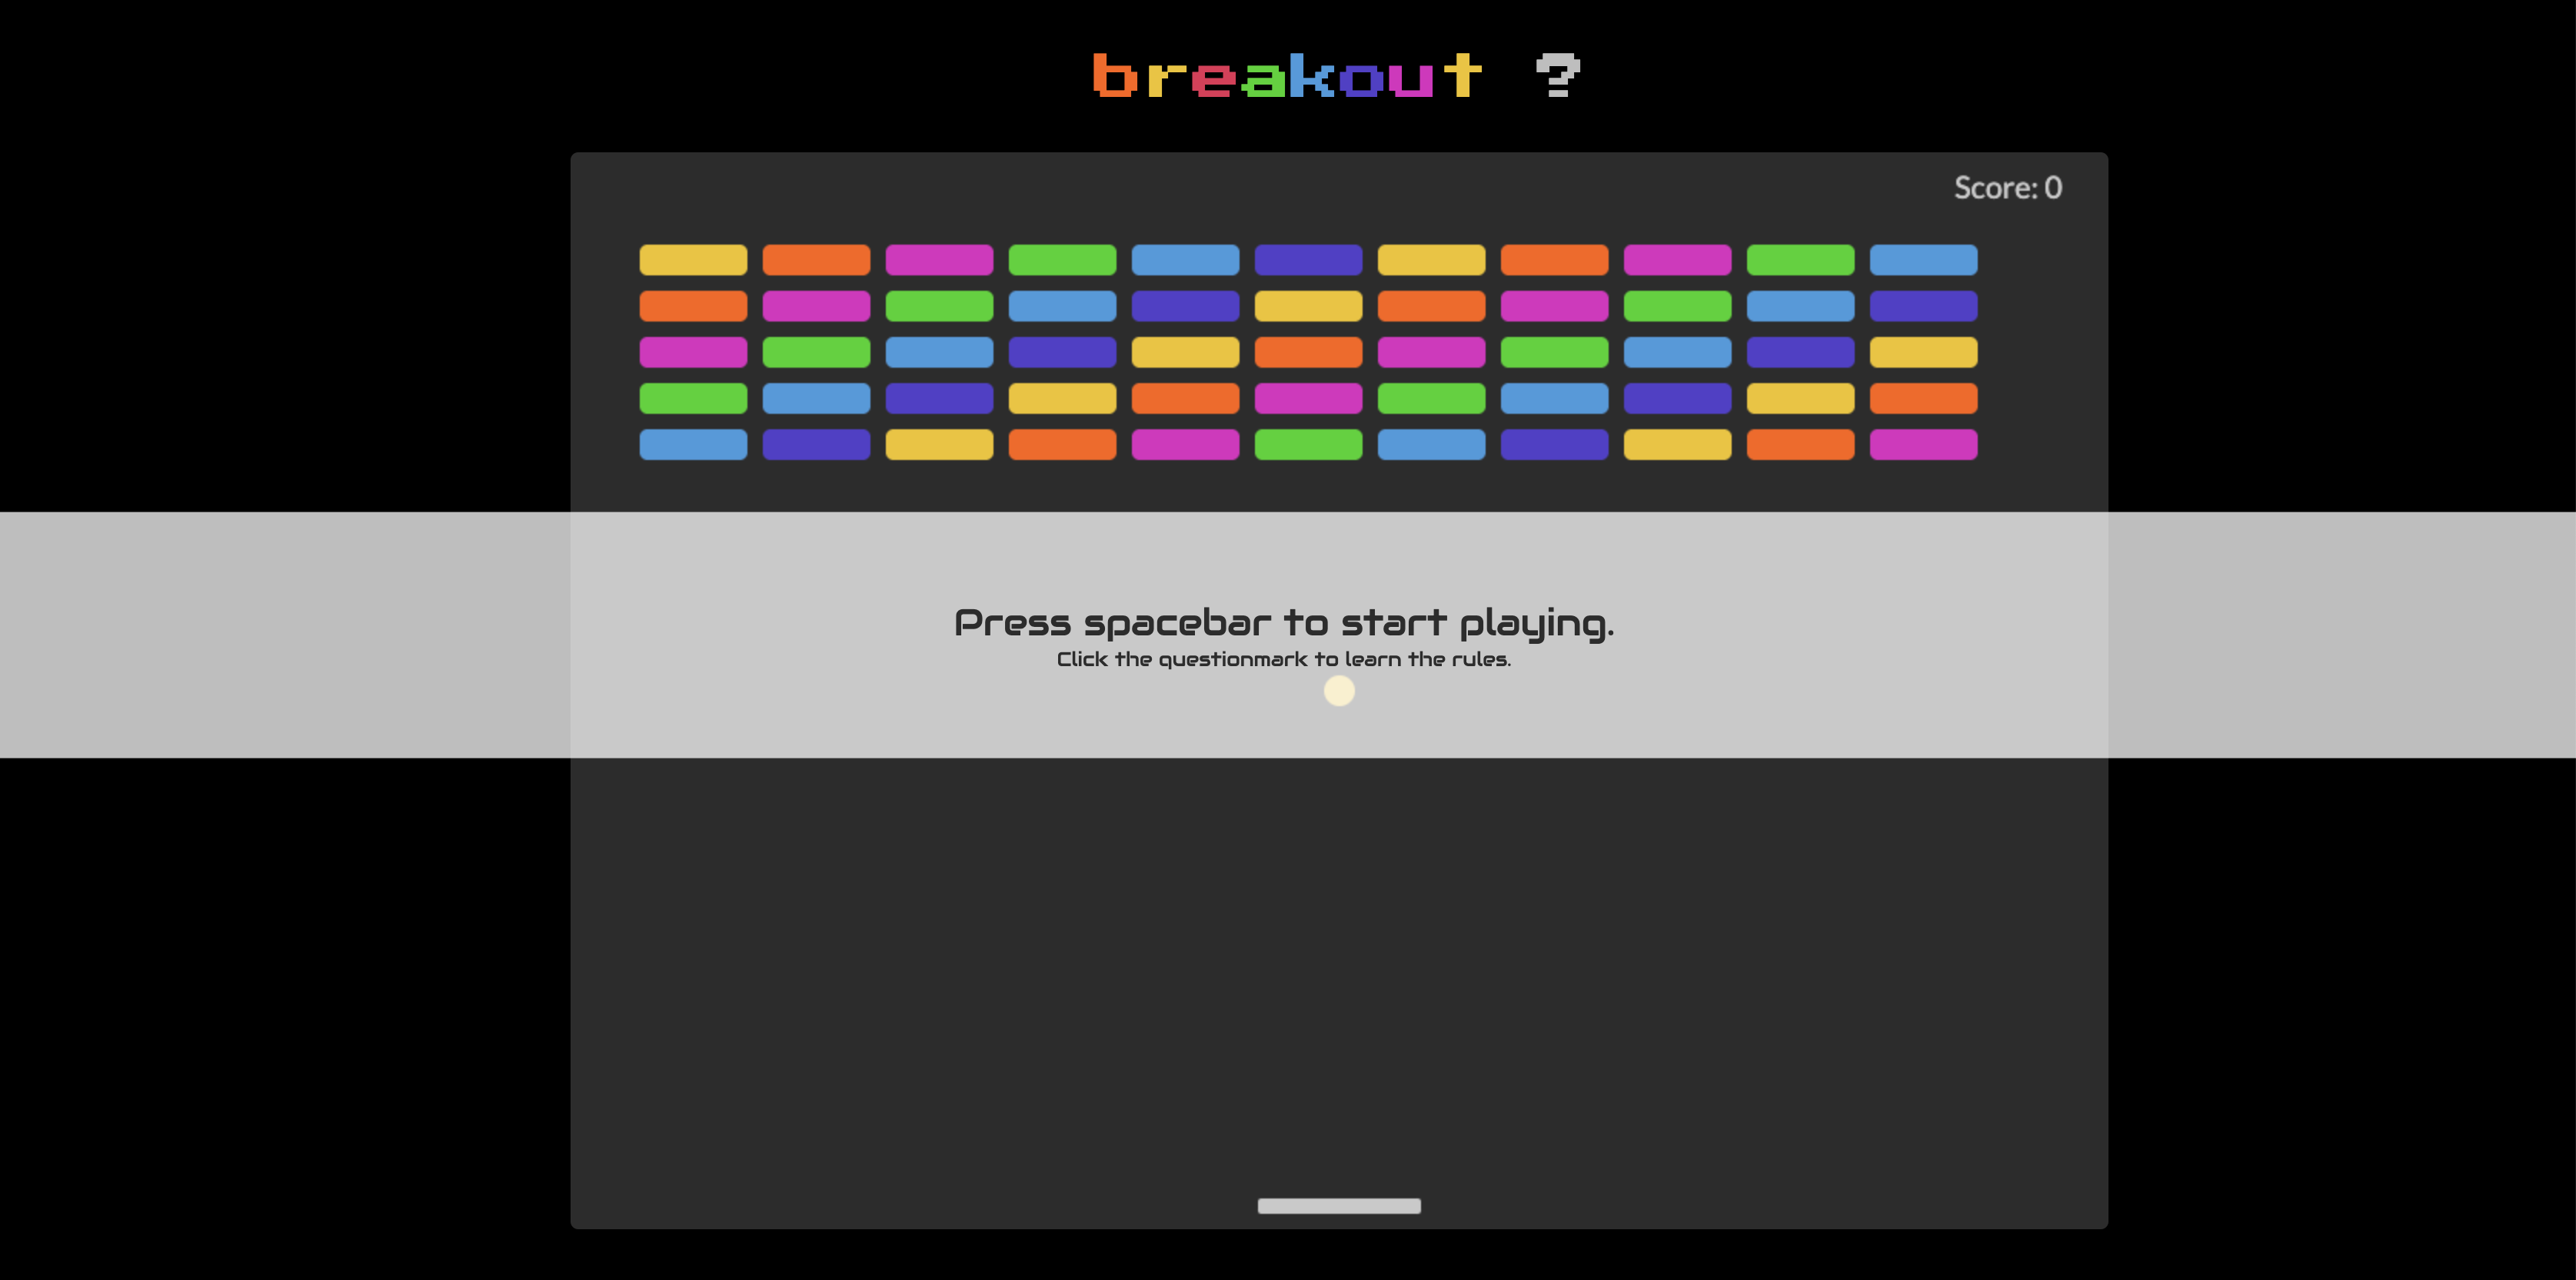 breakout ?
Score: 0
Press spacebar to start playing.
Click the questionmark to learn the rules.